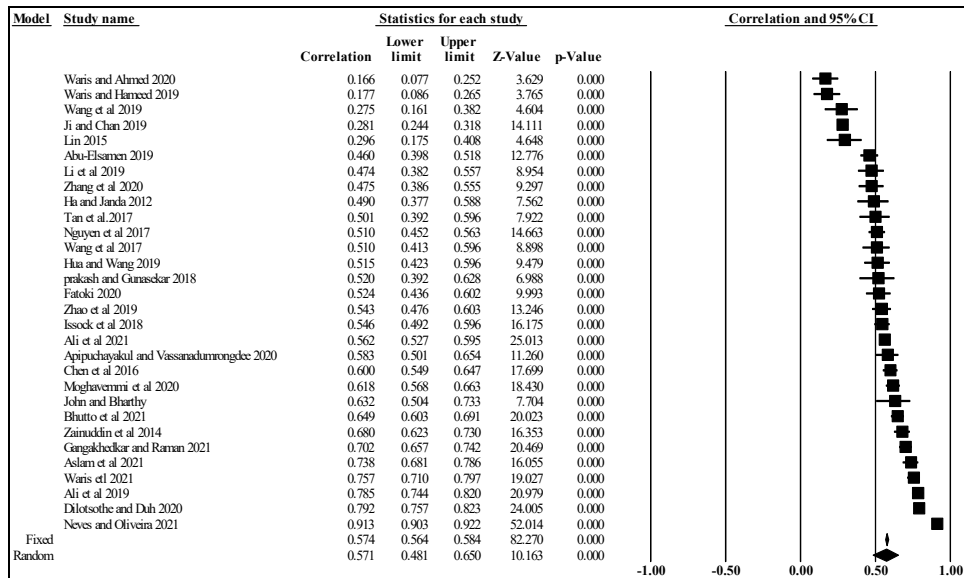 Model Study name Statistics for each study Correlation and 95% CI
Lower Upper
Correlation limit limit Z-Value p-Value
Waris and Ahmed 2020 0.166 0.077 0.252 3.629 0.000
Waris and Hameed 2019 0.177 0.086 0.265 3.765 0.000
Wang et al 2019 0.275 0.161 0.382 4.604 0.000
Ji and Chan 2019 0.281 0.244 0.318 14.111 0.000
Lin 2015 0.296 0.175 0.408 4.648 0.000
Abu-Elsamen 2019 0.460 0.398 0.518 12.776 0.000
Li et al 2019 0.474 0.382 0.557 8.954 0.000
Zhang et al 2020 0.475 0.386 0.555 9.297 0.000
Ha and Janda 2012 0.490 0.377 0.588 7.562 0.000
Tan et al.2017 0.501 0.392 0.596 7.922 0.000
Nguyen et al 2017 0.510 0.452 0.563 14.663 0.000
Wang et al 2017 0.510 0.413 0.596 8.898 0.000
Hua and Wang 2019 0.515 0.423 0.596 9.479 0.000
prakash and Gunasekar 2018 0.520 0.392 0.628 6.988 0.000
Fatoki 2020 0.524 0.436 0.602 9.993 0.000
Zhao et al 2019 0.543 0.476 0.603 13.246 0.000
Issock et al 2018 0.546 0.492 0.596 16.175 0.000
Ali et al 2021 0.562 0.527 0.595 25.013 0.000
Apipuchayakul and Vassanadumrongdee 2020 0.583 0.501 0.654 11.260 0.000
Chen et al 2016 0.600 0.549 0.647 17.699 0.000
Moghavemmi et al 2020 0.618 0.568 0.663 18.430 0.000
John and Bharthy 0.632 0.504 0.733 7.704 0.000
Bhutto et al 2021 0.649 0.603 0.691 20.023 0.000
Zainuddin et al 2014 0.680 0.623 0.730 16.353 0.000
Gangakhedkar and Raman 2021 0.702 0.657 0.742 20.469 0.000
Aslam et al 2021 0.738 0.681 0.786 16.055 0.000
Waris etl 2021 0.757 0.710 0.797 19.027 0.000
Ali et al 2019 0.785 0.744 0.820 20.979 0.000
Dilotsothe and Duh 2020 0.792 0.757 0.823 24.005 0.000
Neves and Oliveira 2021 0.913 0.903 0.922 52.014 0.000
Fixed 0.574 0.564 0.584 82.270 0.000
Random 0.571 0.481 0.650 10.163 0.000
-1.00 -0.50 0.00 0.50 1.00